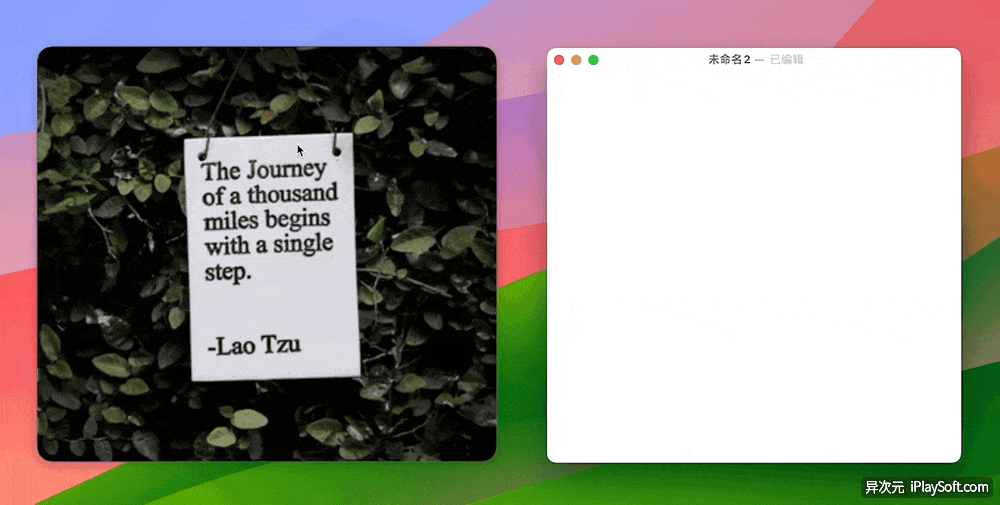 The Journey
of a thousand
miles begins
with a single
step.
-Lao Tzu
未命名2 — 已编辑
异次元 iPlaySoft.com